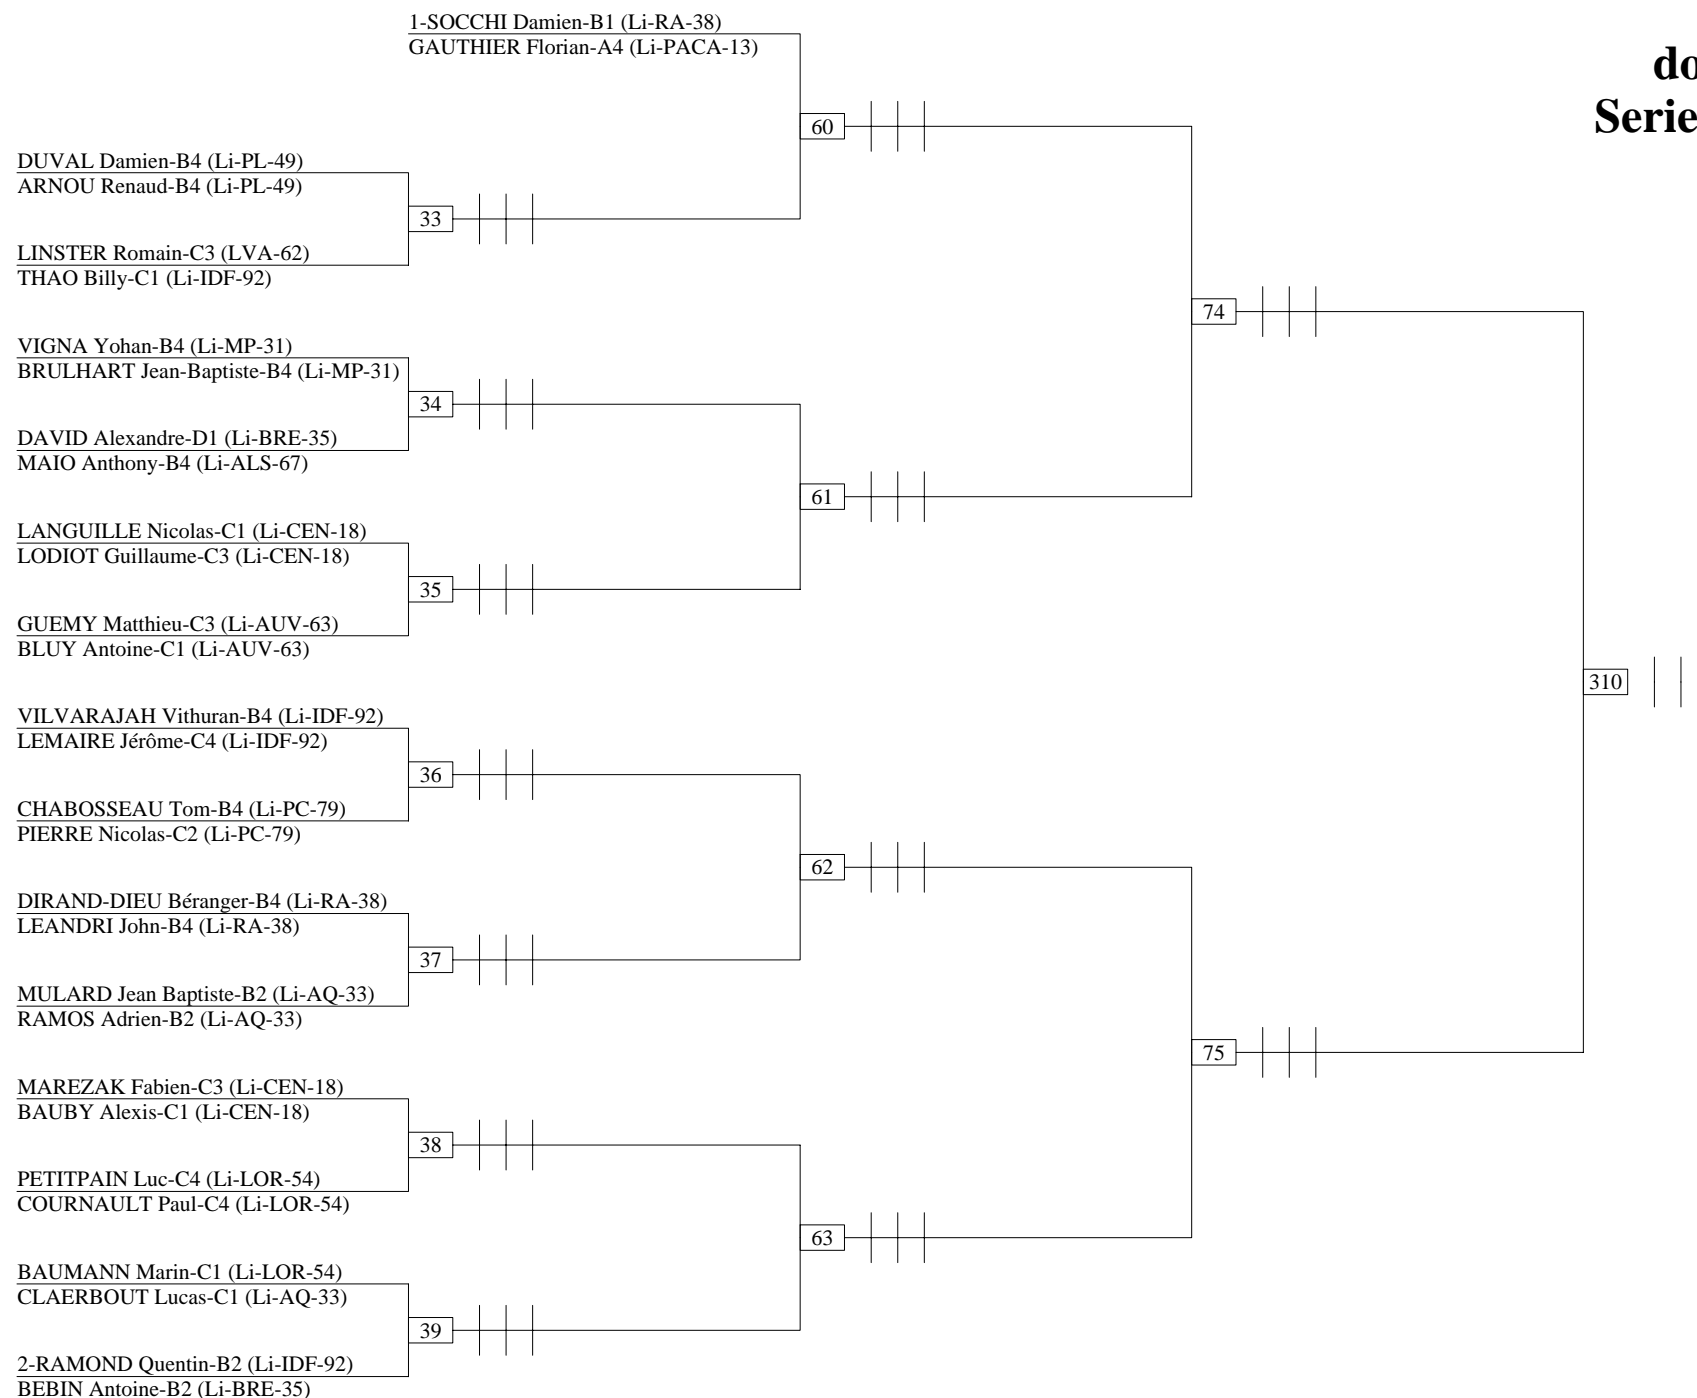 1-SOCCHI Damien-B1 (Li-RA-38)
GAUTHIER Florian-A4 (Li-PACA-13)
Serie
60
DUVAL Damien-B4 (Li-PL-49)
ARNOU Renaud-B4 (Li-PL-49)
33
LINSTER Romain-C3 (LVA-62)
THAO Billy-C1 (Li-IDF-92)
74
VIGNA Yohan-B4 (Li-MP-31)
BRULHART Jean-Baptiste-B4 (Li-MP-31)
34
DAVID Alexandre-D1 (Li-BRE-35)
MAIO Anthony-B4 (Li-ALS-67)
61
LANGUILLE Nicolas-C1 (Li-CEN-18)
LODIOT Guillaume-C3 (Li-CEN-18)
35
GUEMY Matthieu-C3 (Li-AUV-63)
BLUY Antoine-C1 (Li-AUV-63)
310
VILVARAJAH Vithuran-B4 (Li-IDF-92)
LEMAIRE Jérôme-C4 (Li-IDF-92)
36
CHABOSSEAU Tom-B4 (Li-PC-79)
PIERRE Nicolas-C2 (Li-PC-79)
62
DIRAND-DIEU Béranger-B4 (Li-RA-38)
LEANDRI John-B4 (Li-RA-38)
37
MULARD Jean Baptiste-B2 (Li-AQ-33)
RAMOS Adrien-B2 (Li-AQ-33)
75
MAREZAK Fabien-C3 (Li-CEN-18)
BAUBY Alexis-C1 (Li-CEN-18)
38
PETITPAIN Luc-C4 (Li-LOR-54)
COURNAULT Paul-C4 (Li-LOR-54)
63
BAUMANN Marin-C1 (Li-LOR-54)
CLAERBOUT Lucas-C1 (Li-AQ-33)
39
2-RAMOND Quentin-B2 (Li-IDF-92)
BEBIN Antoine-B2 (Li-BRE-35)